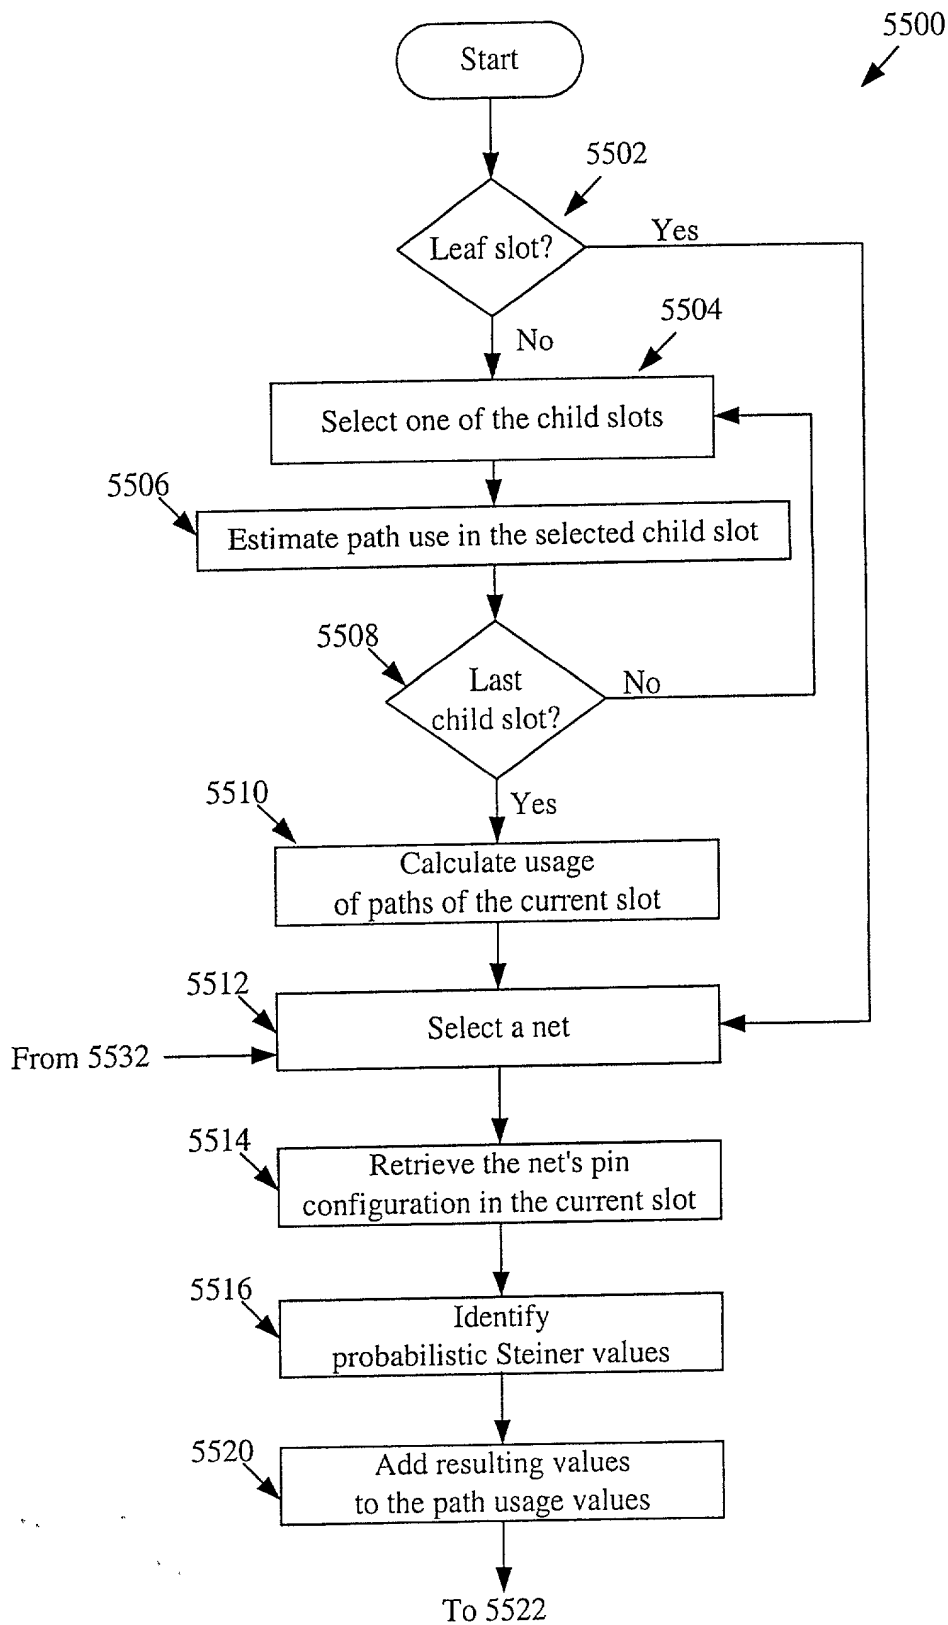 5500
Start
5502
Leaf slot?
Yes
No
5504
Select one of the child slots
5506
Estimate path use in the selected child slot
5508
Last
child slot?
No
Yes
5510
Calculate usage
of paths of the current slot
5512
Select a net
From 5532
5514
Retrieve the net's pin
configuration in the current slot
5516
Identify
probabilistic Steiner values
5520
Add resulting values
to the path usage values
To 5522